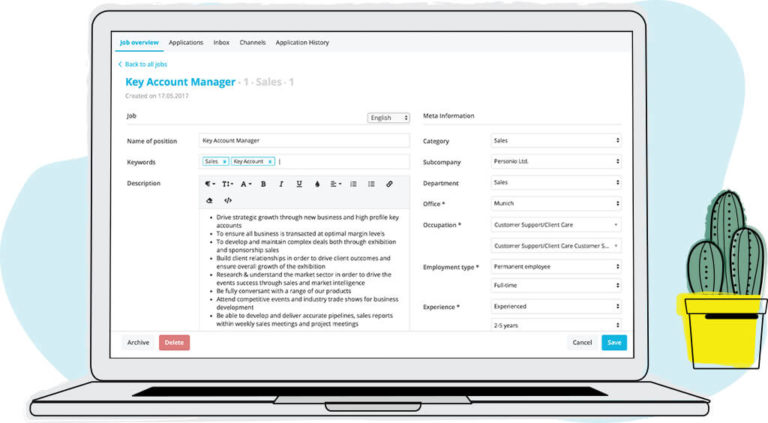 Job overview Applications Inbox Channels Application History
Back to all jobs
Key Account Manager · 1 · Sales · 1
Created on 17.05.2017
Job English Meta Information
Name of position Key Account Manager
Keywords Sales x Key Account x
Description
B I U
Drive strategic growth through new business and high profile key
accounts
To ensure all business is transacted at optimal margin levels
To develop and maintain complex deals both through exhibition
and sponsorship sales
Build client relationships in order to drive client outcomes and
ensure overall growth of the exhibition
Research & understand the market sector in order to drive the
events success through sales and market intelligence
Be fully conversant with a range of our products
Attend competitive events and industry trade shows for business
development
Be able to develop and deliver accurate pipelines, sales reports
within weekly sales meetings and project meetings
Category Sales
Subcompany Personio Ltd.
Department Sales
Office * Munich
Occupation * Customer Support/Client Care
Customer Support/Client Care Customer S...
Employment type * Permanent employee
Full-time
Experience * Experienced
2-5 years
Archive Delete Cancel Save